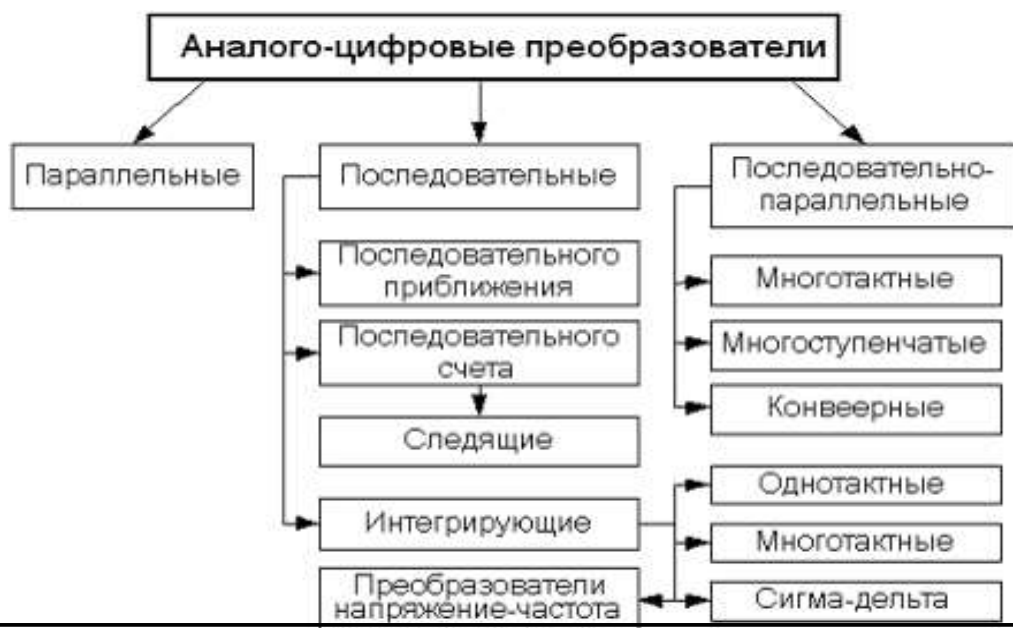 Аналого-цифровые преобразователи
Параллельные
Последовательные
Последовательно-
параллельные
Последовательного
приближения
Последовательного
счета
Следящие
Интегрирующие
Преобразователи
напряжение-частота
Многотактные
Многоступенчатые
Конвеерные
Однотактные
Многотактные
Сигма-дельта